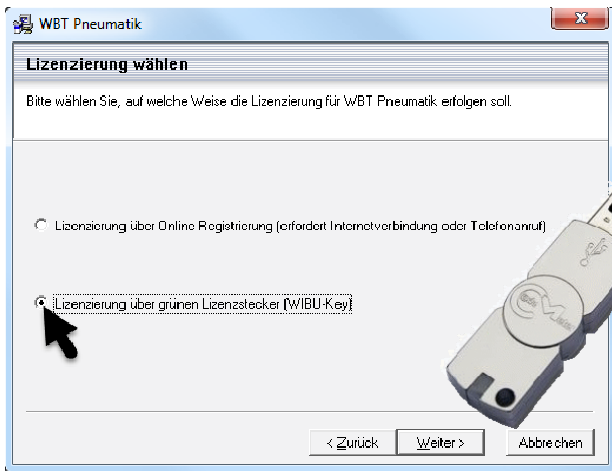 WBT Pneumatik
Lizenzierung wählen
Bitte wählen Sie, auf welche Weise die Lizenzierung für WBT Pneumatik erfolgen soll.
Lizenzierung über Online Registrierung (erfordert Internetverbindung oder Telefonanruf)
Lizenzierung über grünen Lizenzstecker (WIBU-Key)
< Zurück
Weiter >
Abbrechen